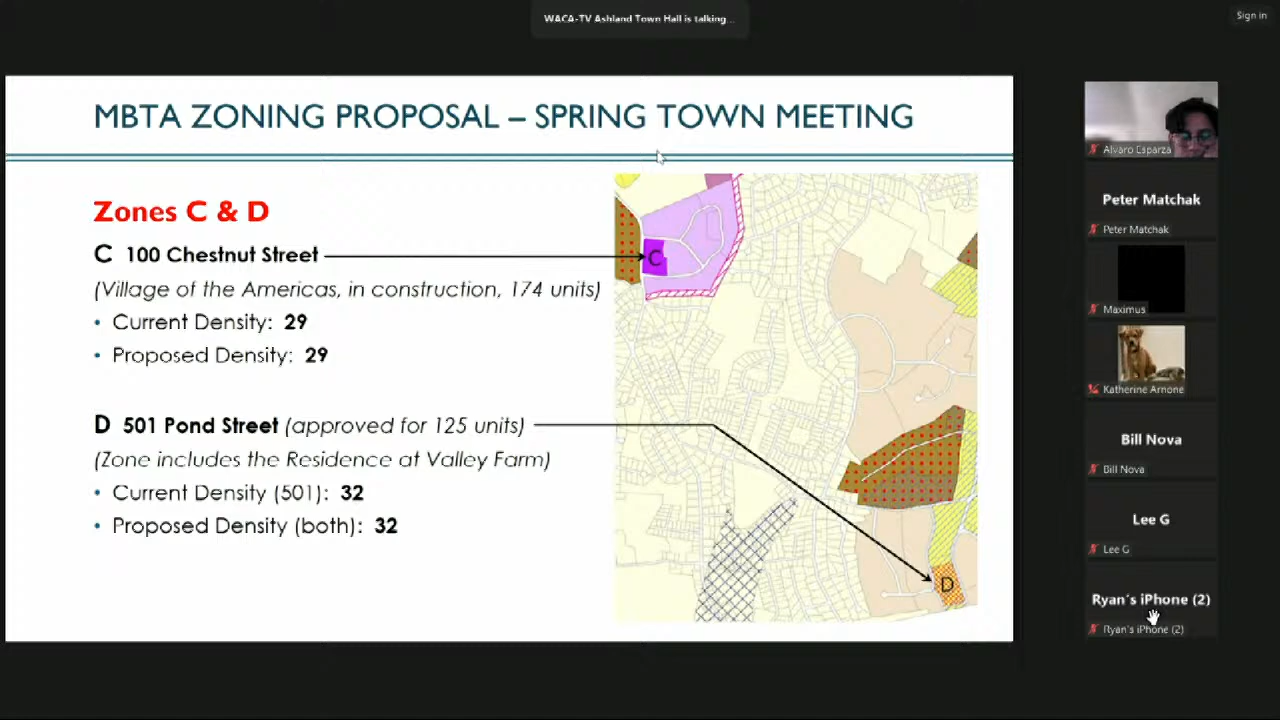 WACA-TV Ashland Town Hall is talking...
Sign in
MBTA ZONING PROPOSAL – SPRING TOWN MEETING
Zones C & D
C 100 Chestnut Street
(Village of the Americas, in construction, 174 units)
• Current Density: 29
• Proposed Density: 29
D 501 Pond Street (approved for 125 units)
(Zone includes the Residence at Valley Farm)
• Current Density (501): 32
• Proposed Density (both): 32
C
D
Alvaro Esparza
Peter Matchak
Peter Matchak
Maximus
Katherine Arnone
Bill Nova
Bill Nova
Lee G
Lee G
Ryan's iPhone (2)
Ryan's iPhone (2)